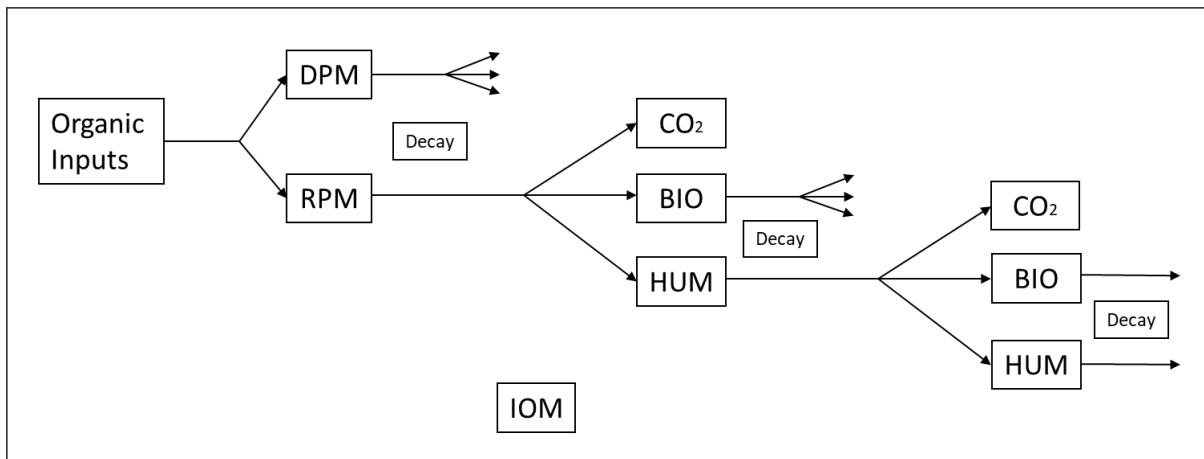 Organic
Inputs
DPM
RPM
Decay
CO₂
BIO
HUM
Decay
CO₂
BIO
HUM
Decay
IOM